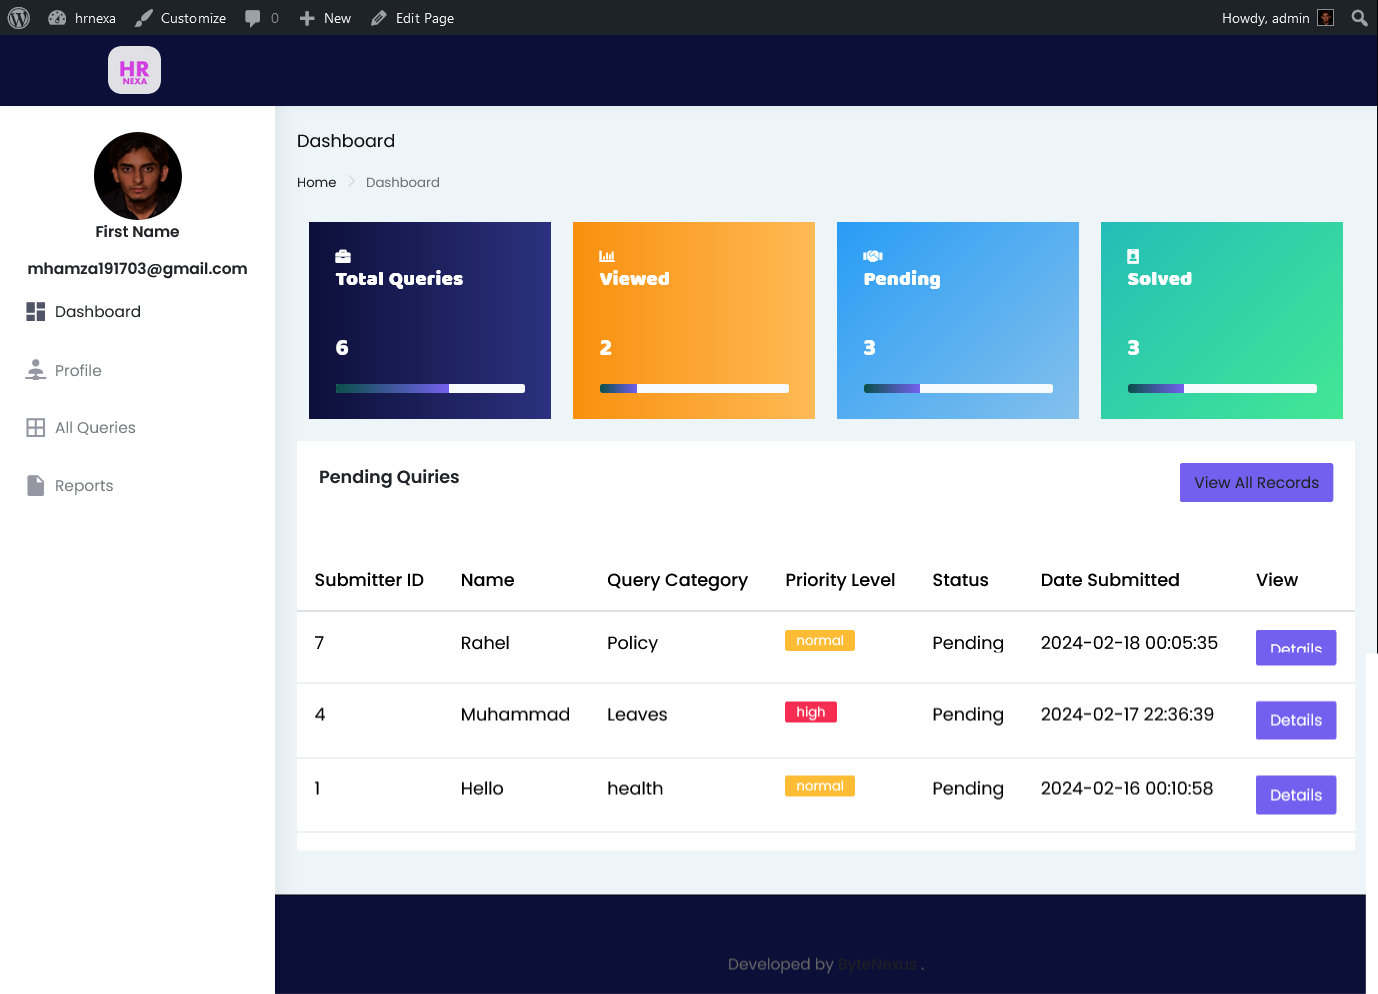 hrnexa Customize 0 New Edit Page Howdy, admin
HR
NEXA
First Name
mhamza191703@gmail.com
Dashboard
Profile
All Queries
Reports
Dashboard
Home Dashboard
Total Queries
6
Viewed
2
Pending
3
Solved
3
Pending Quiries
View All Records
Submitter ID Name Query Category Priority Level Status Date Submitted View
7 Rahel Policy normal Pending 2024-02-18 00:05:35 Details
4 Muhammad Leaves high Pending 2024-02-17 22:36:39 Details
1 Hello health normal Pending 2024-02-16 00:10:58 Details
Developed by ByteNexus .